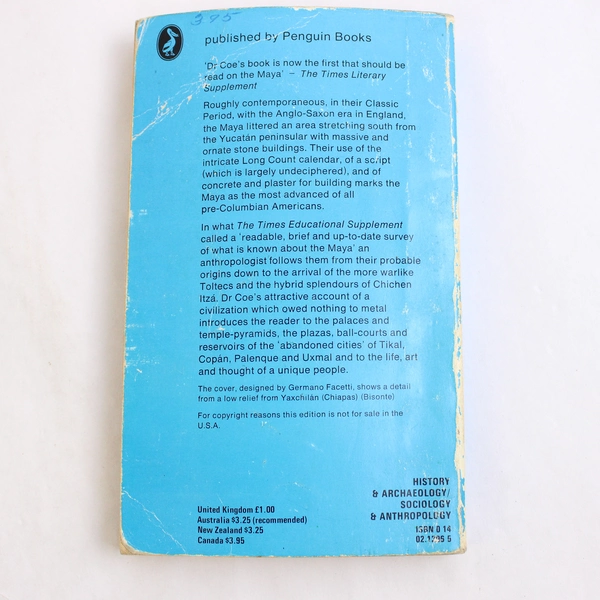 375
published by Penguin Books
'Dr Coe's book is now the first that should be
read on the Maya' – The Times Literary
Supplement
Roughly contemporaneous, in their Classic
Period, with the Anglo-Saxon era in England,
the Maya littered an area stretching south from
the Yucatán peninsular with massive and
ornate stone buildings. Their use of the
intricate Long Count calendar, of a script
(which is largely undeciphered), and of
concrete and plaster for building marks the
Maya as the most advanced of all
pre-Columbian Americans.
In what The Times Educational Supplement
called a 'readable, brief and up-to-date survey
of what is known about the Maya' an
anthropologist follows them from their probable
origins down to the arrival of the more warlike
Toltecs and the hybrid splendours of Chichen
Itzá. Dr Coe's attractive account of a
civilization which owed nothing to metal
introduces the reader to the palaces and
temple-pyramids, the plazas, ball-courts and
reservoirs of the 'abandoned cities' of Tikal,
Copán, Palenque and Uxmal and to the life, art
and thought of a unique people.
The cover, designed by Germano Facetti, shows a detail
from a low relief from Yaxchilán (Chiapas) (Bisonte)
For copyright reasons this edition is not for sale in the
U.S.A.
United Kingdom £1.00
Australia $3.25 (recommended)
New Zealand $3.25
Canada $3.95
HISTORY
& ARCHAEOLOGY/
SOCIOLOGY
& ANTHROPOLOGY
ISBN 0 14